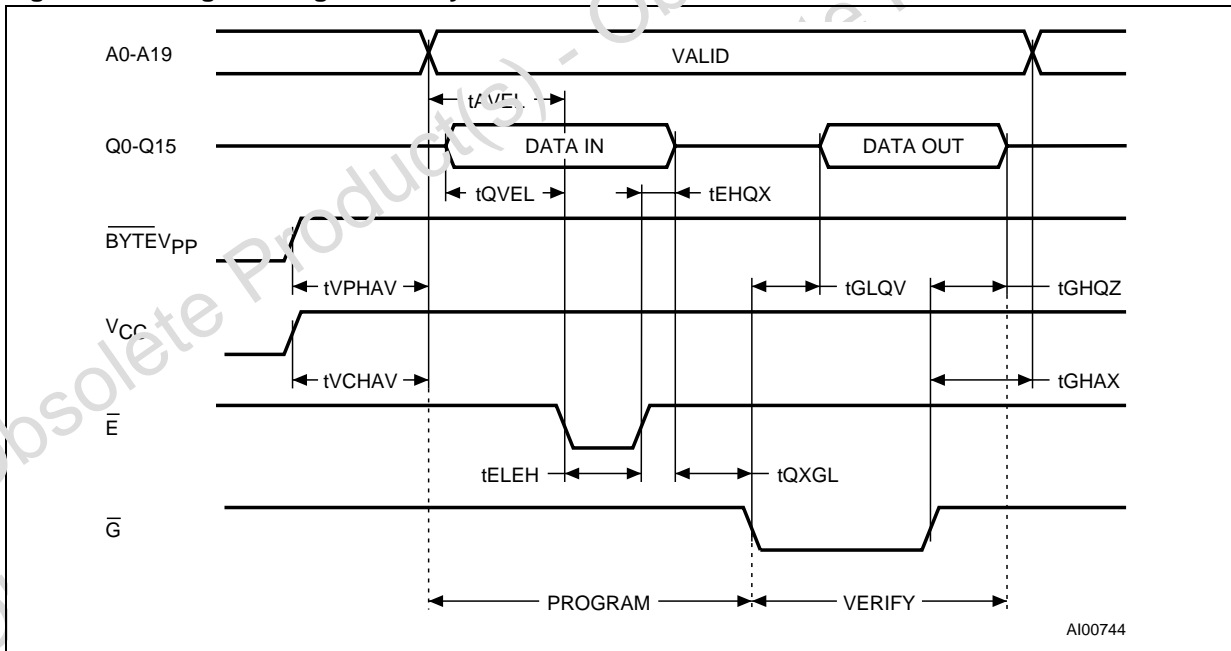 A0-A19
VALID
tAVEL
Q0-Q15
DATA IN
DATA OUT
tQVEL
tEHQX
BYTEVPP
tVPHAV
tGLQV
tGHQZ
VCC
tVCHAV
tGHAX
E
tELEH
tQXGL
G
PROGRAM
VERIFY
AI00744
Obsolete Product(s) - Ob